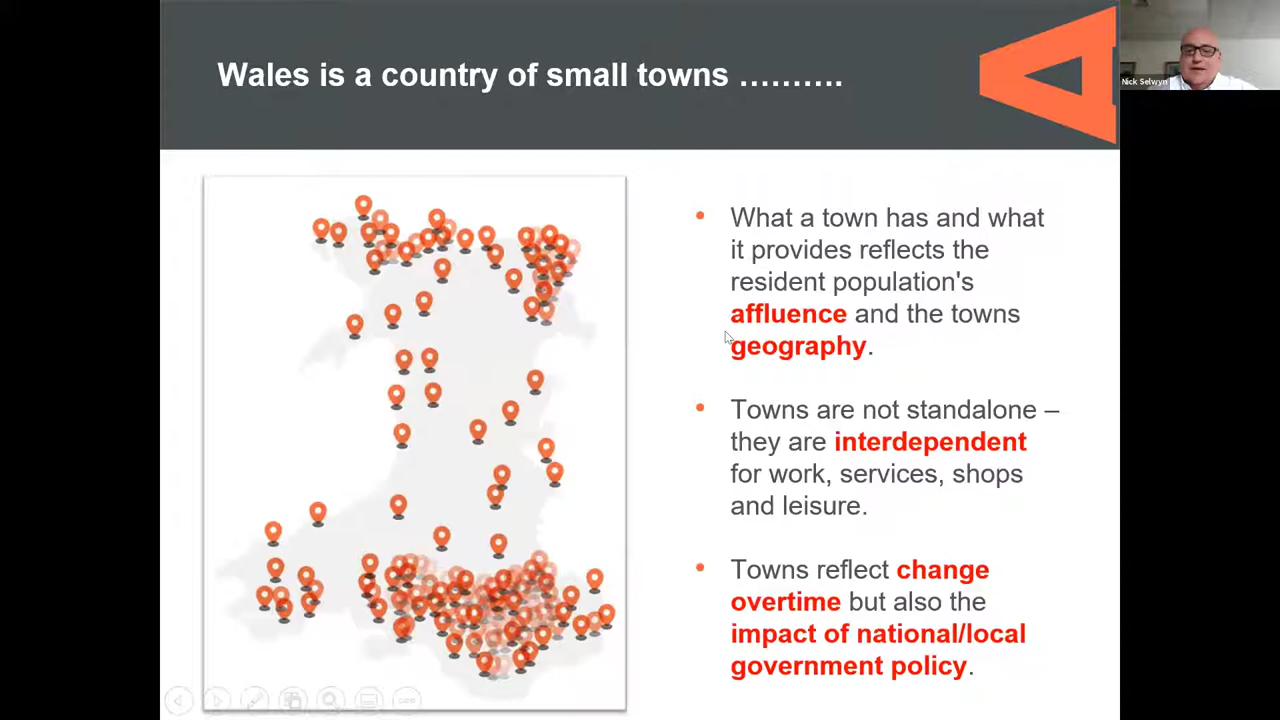 Wales is a country of small towns ……….
Nick Selwyn
• What a town has and what
it provides reflects the
resident population's
affluence and the towns
geography.
• Towns are not standalone –
they are interdependent
for work, services, shops
and leisure.
• Towns reflect change
overtime but also the
impact of national/local
government policy.